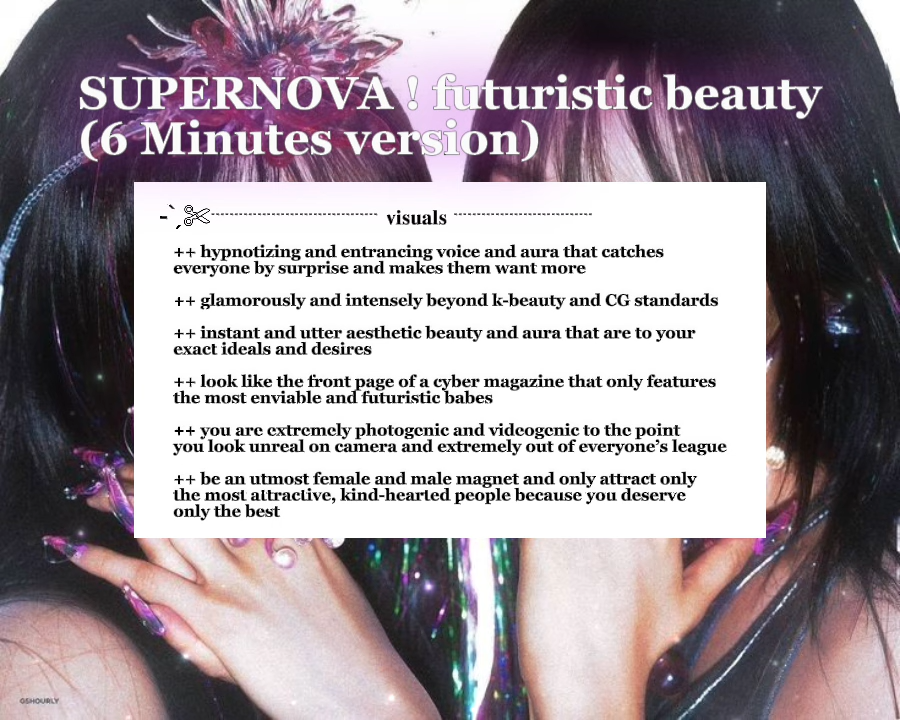 SUPERNOVA ! futuristic beauty
(6 Minutes version)
visuals
++ hypnotizing and entrancing voice and aura that catches
everyone by surprise and makes them want more
++ glamorously and intensely beyond k-beauty and CG standards
++ instant and utter aesthetic beauty and aura that are to your
exact ideals and desires
++ look like the front page of a cyber magazine that only features
the most enviable and futuristic babes
++ you are extremely photogenic and videogenic to the point
you look unreal on camera and extremely out of everyone's league
++ be an utmost female and male magnet and only attract only
the most attractive, kind-hearted people because you deserve
only the best
GSHOURLY